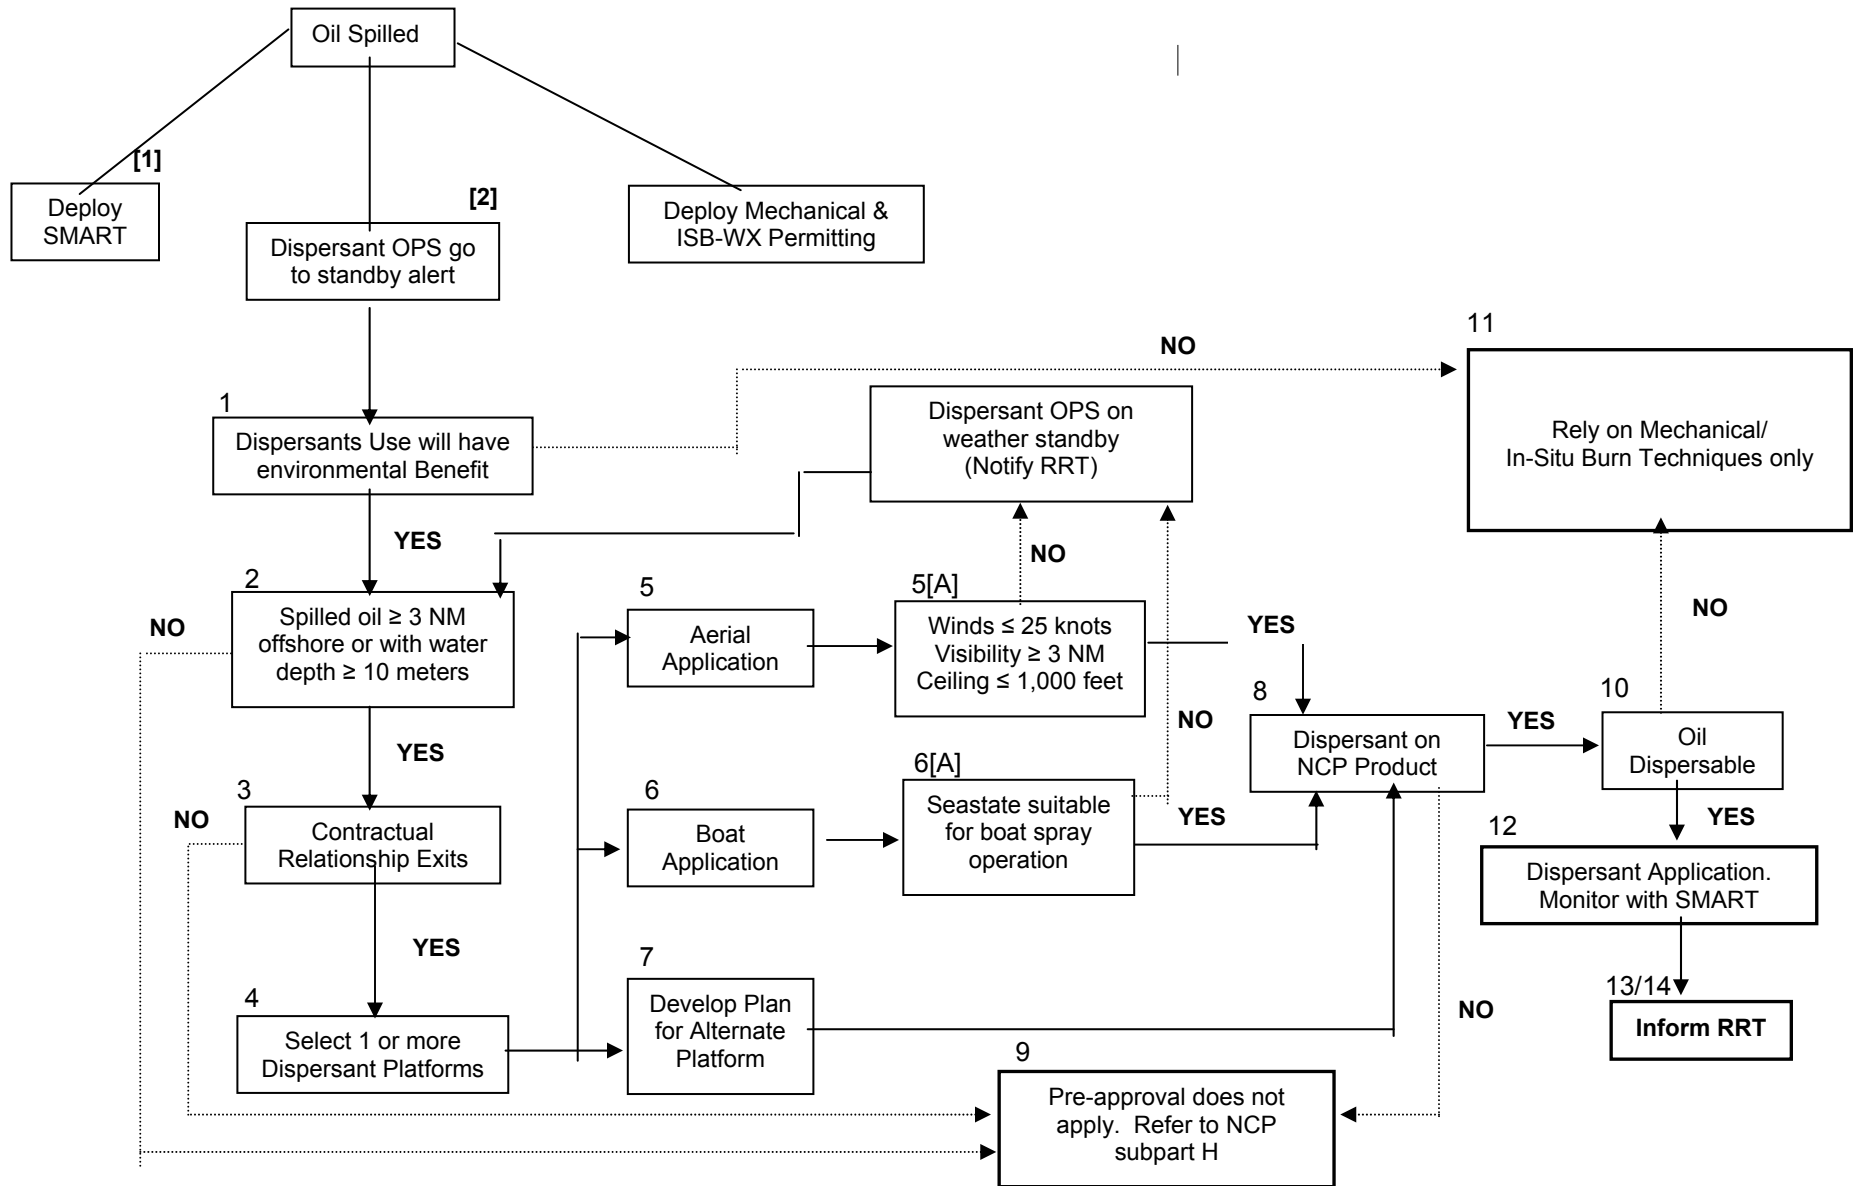 Oil Spilled
[1]
Deploy
SMART
[2]
Dispersant OPS go
to standby alert
Deploy Mechanical &
ISB-WX Permitting
1
Dispersants Use will have
environmental Benefit
NO
11
Rely on Mechanical/
In-Situ Burn Techniques only
Dispersant OPS on
weather standby
(Notify RRT)
YES
2
Spilled oil ≥ 3 NM
offshore or with water
depth ≥ 10 meters
NO
5
Aerial
Application
5[A]
Winds ≤ 25 knots
Visibility ≥ 3 NM
Ceiling ≤ 1,000 feet
NO
YES
NO
YES
3
Contractual
Relationship Exits
NO
6
Boat
Application
6[A]
Seastate suitable
for boat spray
operation
NO
YES
8
Dispersant on
NCP Product
YES
10
Oil
Dispersable
YES
12
Dispersant Application.
Monitor with SMART
YES
4
Select 1 or more
Dispersant Platforms
7
Develop Plan
for Alternate
Platform
NO
9
Pre-approval does not
apply.  Refer to NCP
subpart H
13/14
Inform RRT